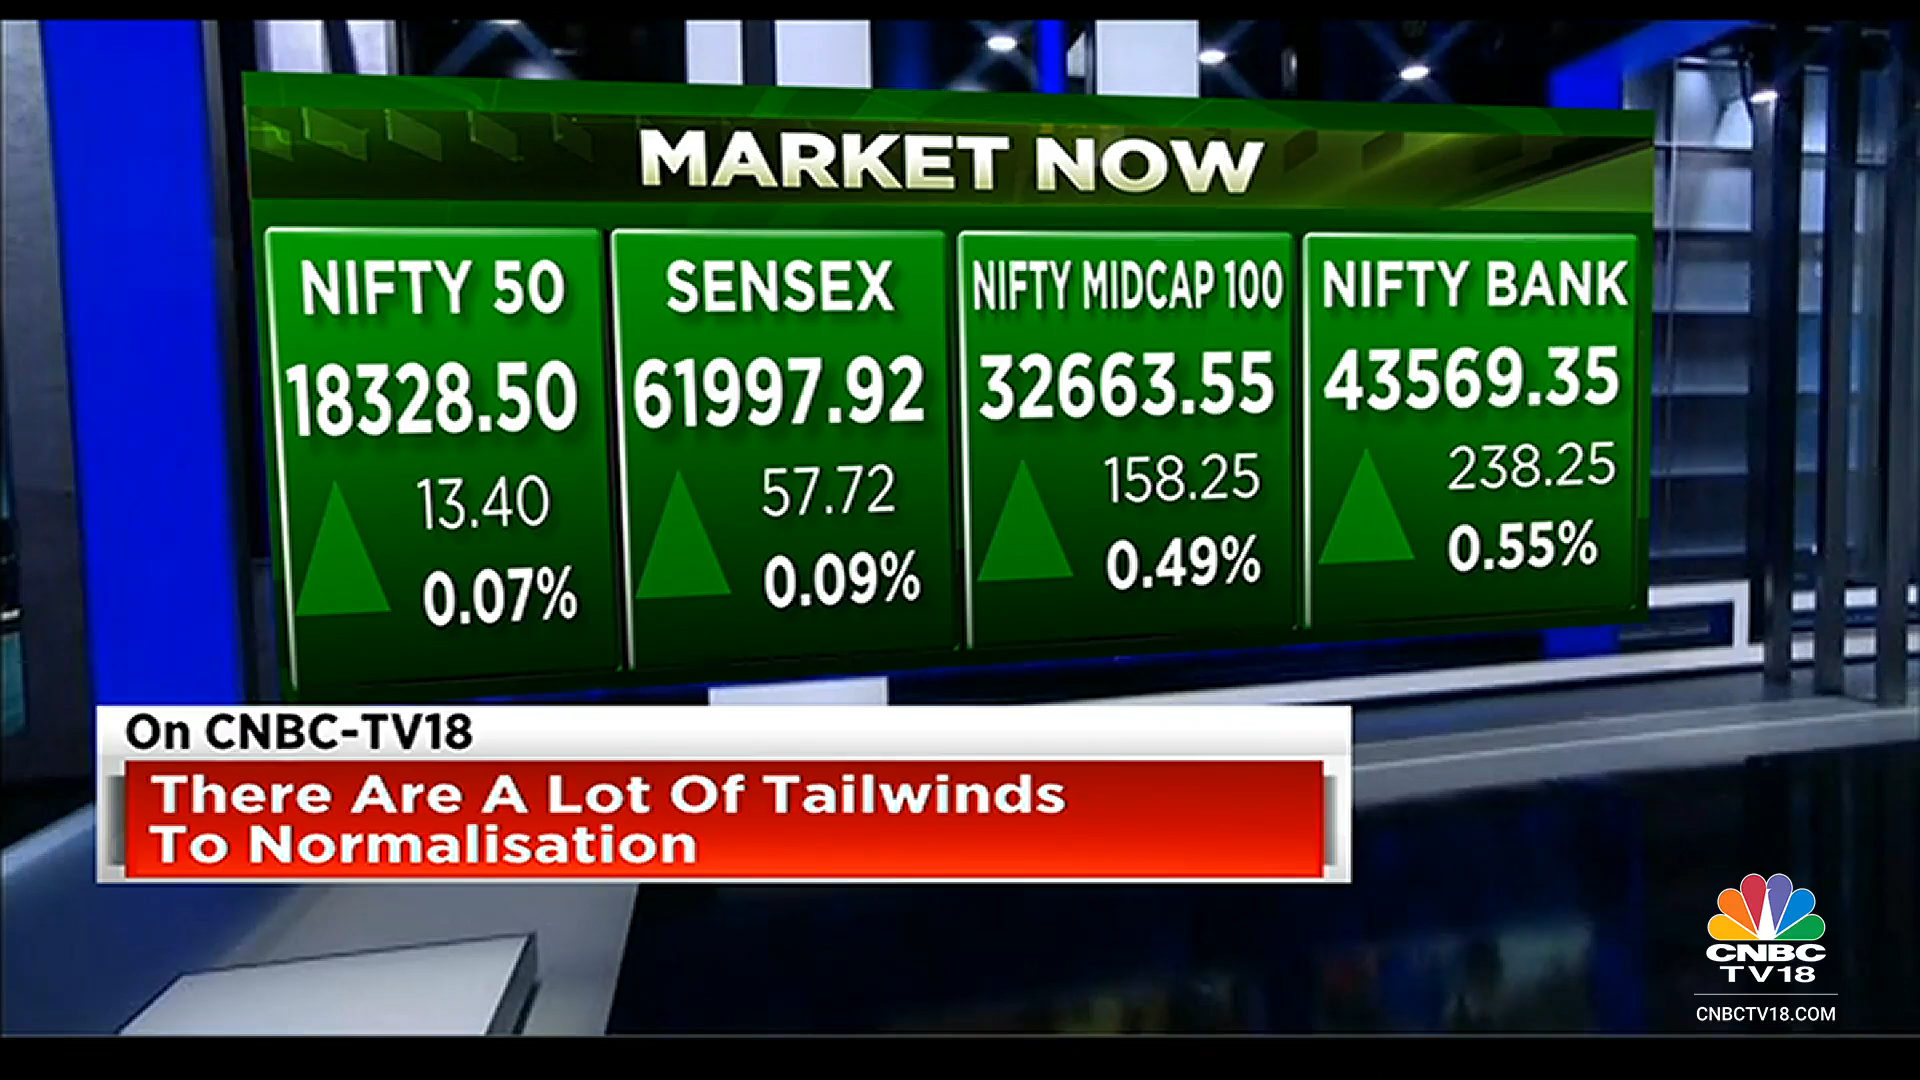 MARKET NOW
NIFTY 50
18328.50
13.40
0.07%
SENSEX
61997.92
57.72
0.09%
NIFTY MIDCAP 100
32663.55
158.25
0.49%
NIFTY BANK
43569.35
238.25
0.55%
On CNBC-TV18
There Are A Lot Of Tailwinds
To Normalisation
CNBC
TV18
CNBCTV18.COM